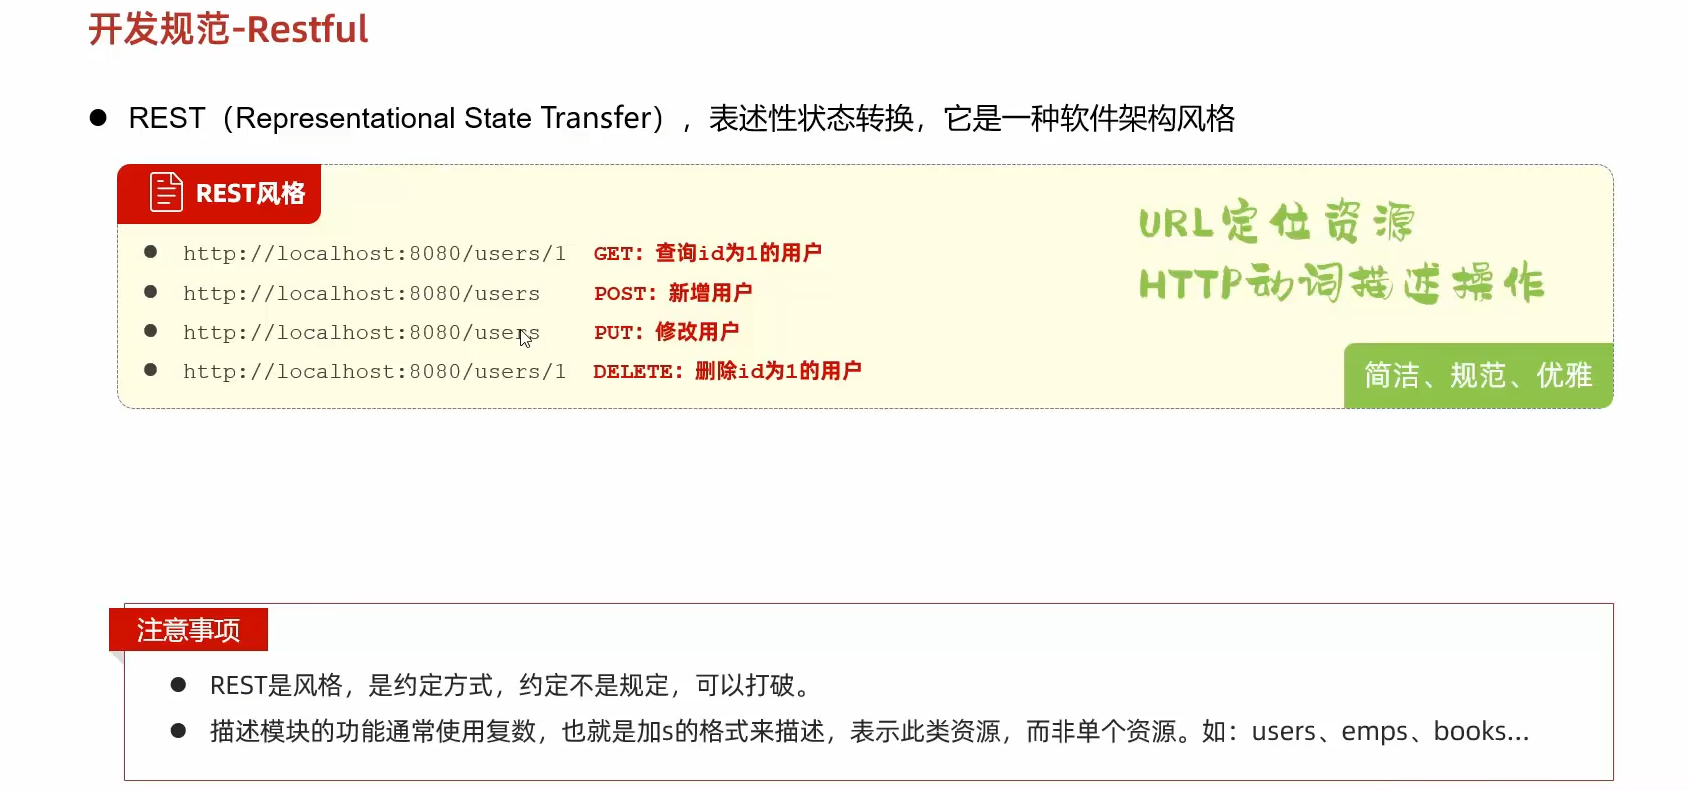 开发规范-Restful
REST（Representational State Transfer），表述性状态转换，它是一种软件架构风格
REST风格
http://localhost:8080/users/1 GET：查询id为1的用户
http://localhost:8080/users POST：新增用户
http://localhost:8080/users PUT：修改用户
http://localhost:8080/users/1 DELETE：删除id为1的用户
URL定位资源
HTTP动词描述操作
简洁、规范、优雅
注意事项
REST是风格，是约定方式，约定不是规定，可以打破。
描述模块的功能通常使用复数，也就是加s的格式来描述，表示此类资源，而非单个资源。如：users、emps、books…